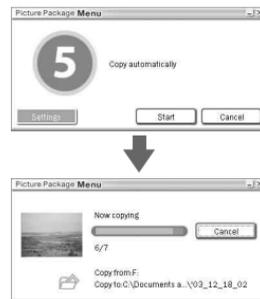 Picture Package Menu
5
Copy automatically
Settings
Start
Cancel
Picture Package Menu
Now copying
Cancel
6/7
Copy from:F:
Copy to:C:\Documents a...\'03_12_18_02